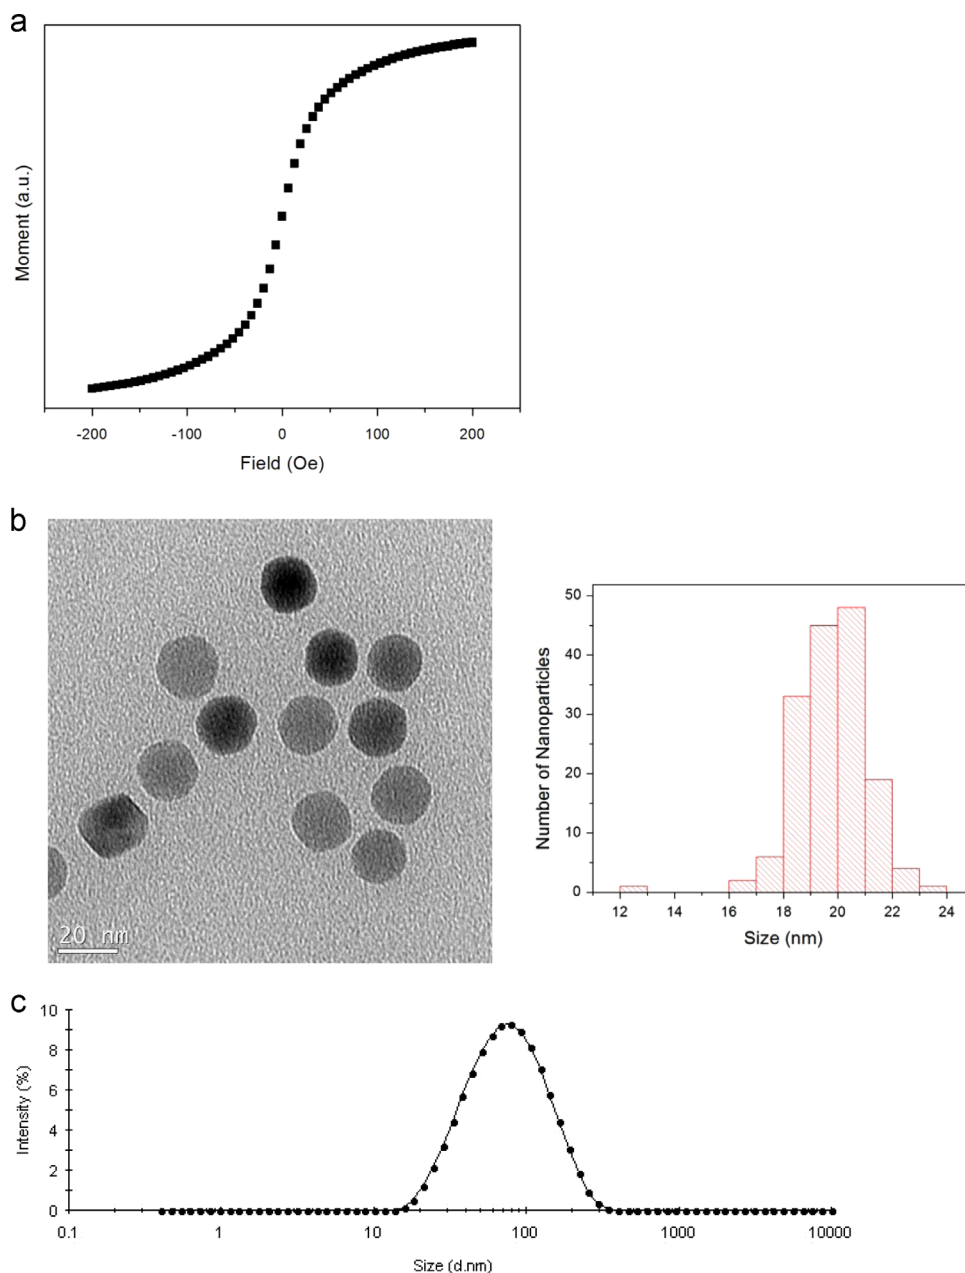 a
Moment (a.u.)
-200 -100 0 100 200
Field (Oe)
b
20 nm
50
40
30
20
10
0
Number of Nanoparticles
12 14 16 18 20 22 24
Size (nm)
c
10
8
6
4
2
0
Intensity (%)
0.1 1 10 100 1000 10000
Size (d.nm)